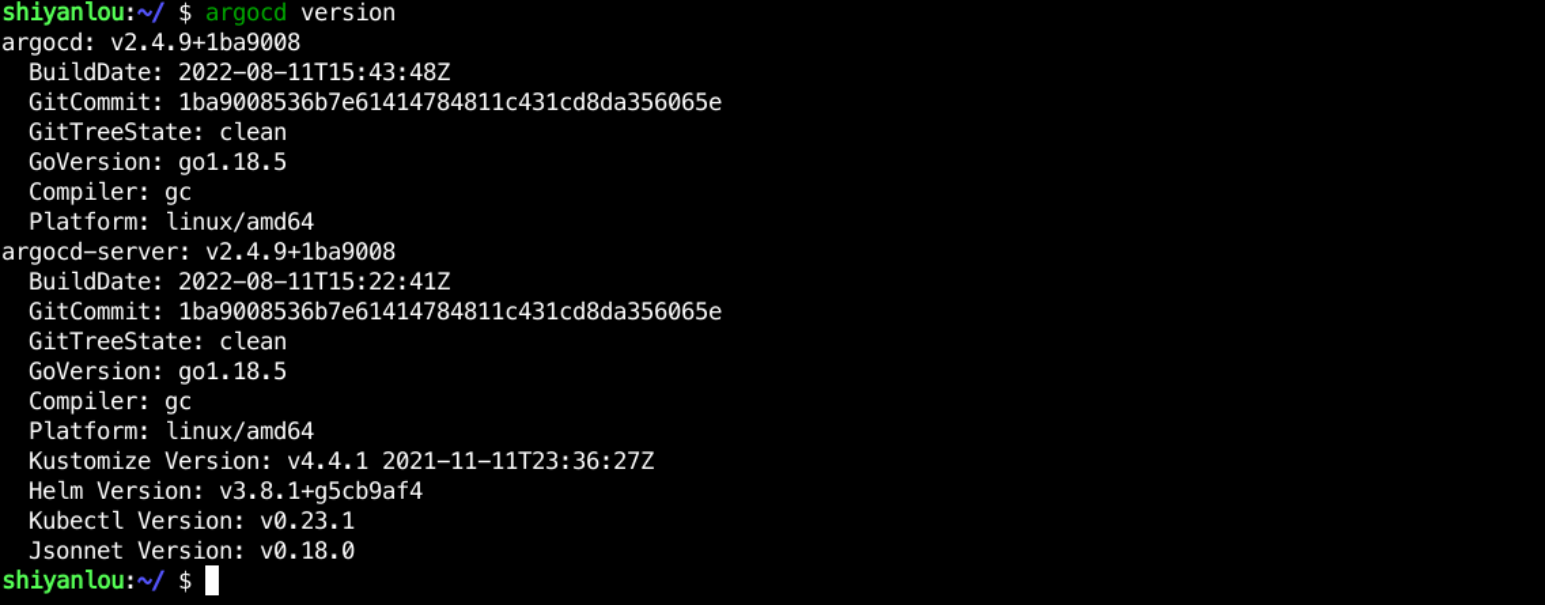 shiyanlou:~/ $ argocd version
argocd: v2.4.9+1ba9008
  BuildDate: 2022-08-11T15:43:48Z
  GitCommit: 1ba9008536b7e61414784811c431cd8da356065e
  GitTreeState: clean
  GoVersion: go1.18.5
  Compiler: gc
  Platform: linux/amd64
argocd-server: v2.4.9+1ba9008
  BuildDate: 2022-08-11T15:22:41Z
  GitCommit: 1ba9008536b7e61414784811c431cd8da356065e
  GitTreeState: clean
  GoVersion: go1.18.5
  Compiler: gc
  Platform: linux/amd64
  Kustomize Version: v4.4.1 2021-11-11T23:36:27Z
  Helm Version: v3.8.1+g5cb9af4
  Kubectl Version: v0.23.1
  Jsonnet Version: v0.18.0
shiyanlou:~/ $